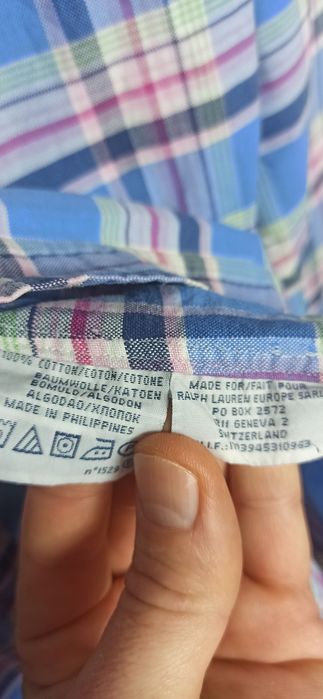 100% COTTON/COTON/COTONE
BAUMWOLLE/KATOEN
BOMULD/ALGODON
ALGODAO/ХЛОПОК
MADE IN PHILIPPINES
n°1529
MADE FOR/FAIT POUR
RALPH LAUREN EUROPE SARL
PO BOX 2572
GENEVA 2
SWITZERLAND